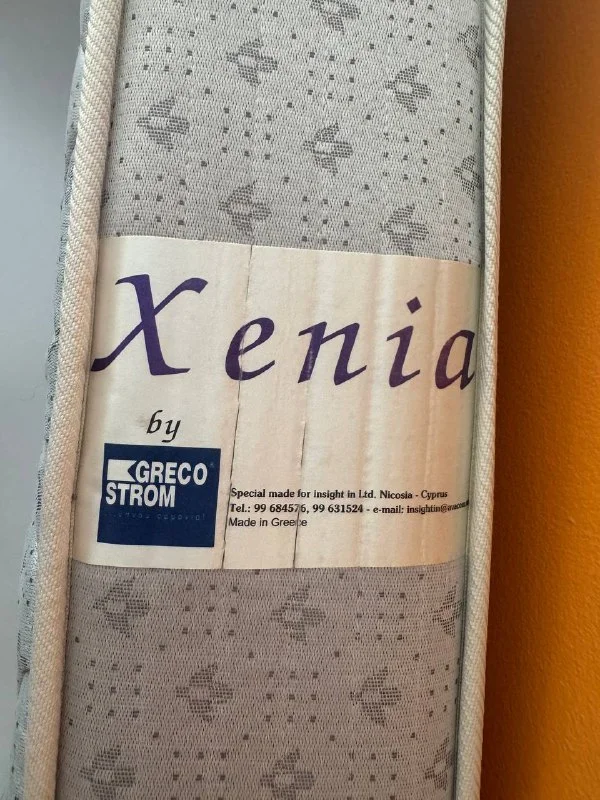 Xenia
by
GRECO
STROM
Special made for insight in Ltd. Nicosia - Cyprus
Tel.: 99 684576, 99 631524 - e-mail:
Made in Greece